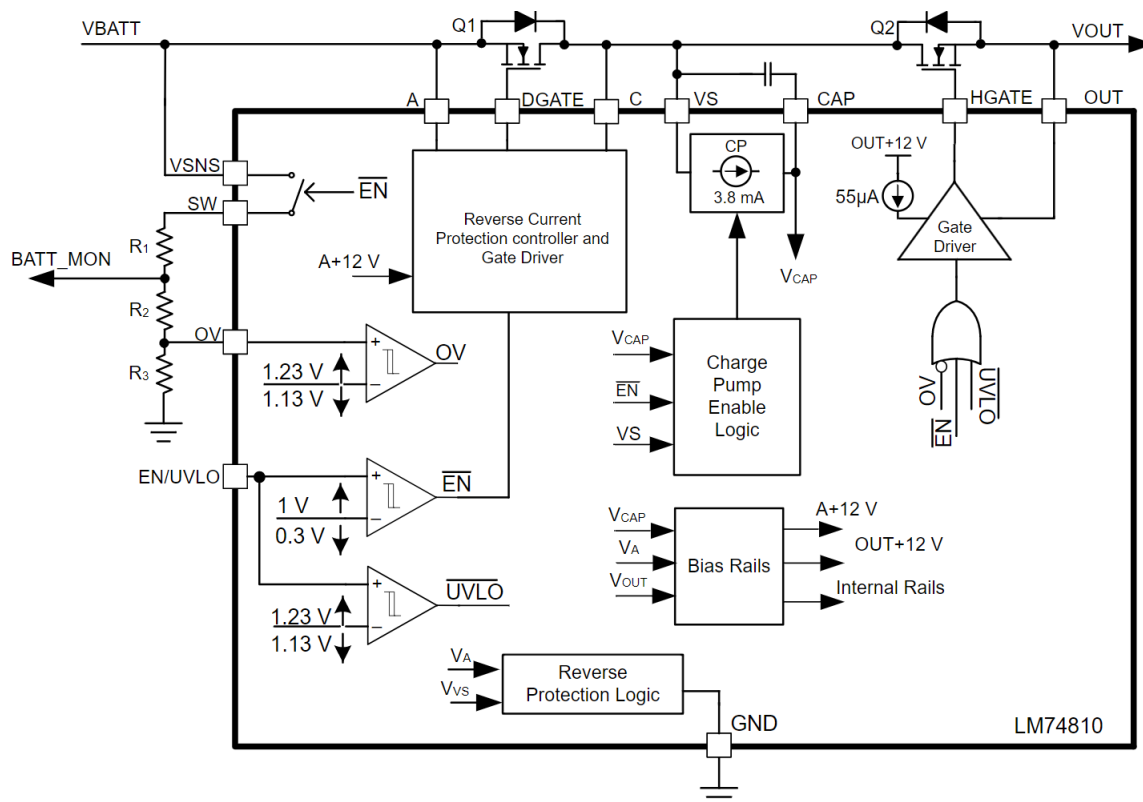 VBATT
Q1
Q2
VOUT
A
DGATE
C
VS
CAP
HGATE
OUT
VSNS
SW
EN
R1
BATT_MON
R2
OV
R3
Reverse Current
Protection controller and
Gate Driver
A+12 V
CP
3.8 mA
VCAP
OUT+12 V
55µA
Gate
Driver
OV
EN
UVLO
+
-
1.23 V
1.13 V
OV
VCAP
EN
VS
Charge
Pump
Enable
Logic
EN/UVLO
+
-
1 V
0.3 V
EN
+
-
1.23 V
1.13 V
UVLO
VCAP
VA
VOUT
Bias Rails
A+12 V
OUT+12 V
Internal Rails
VA
VVS
Reverse
Protection Logic
GND
LM74810